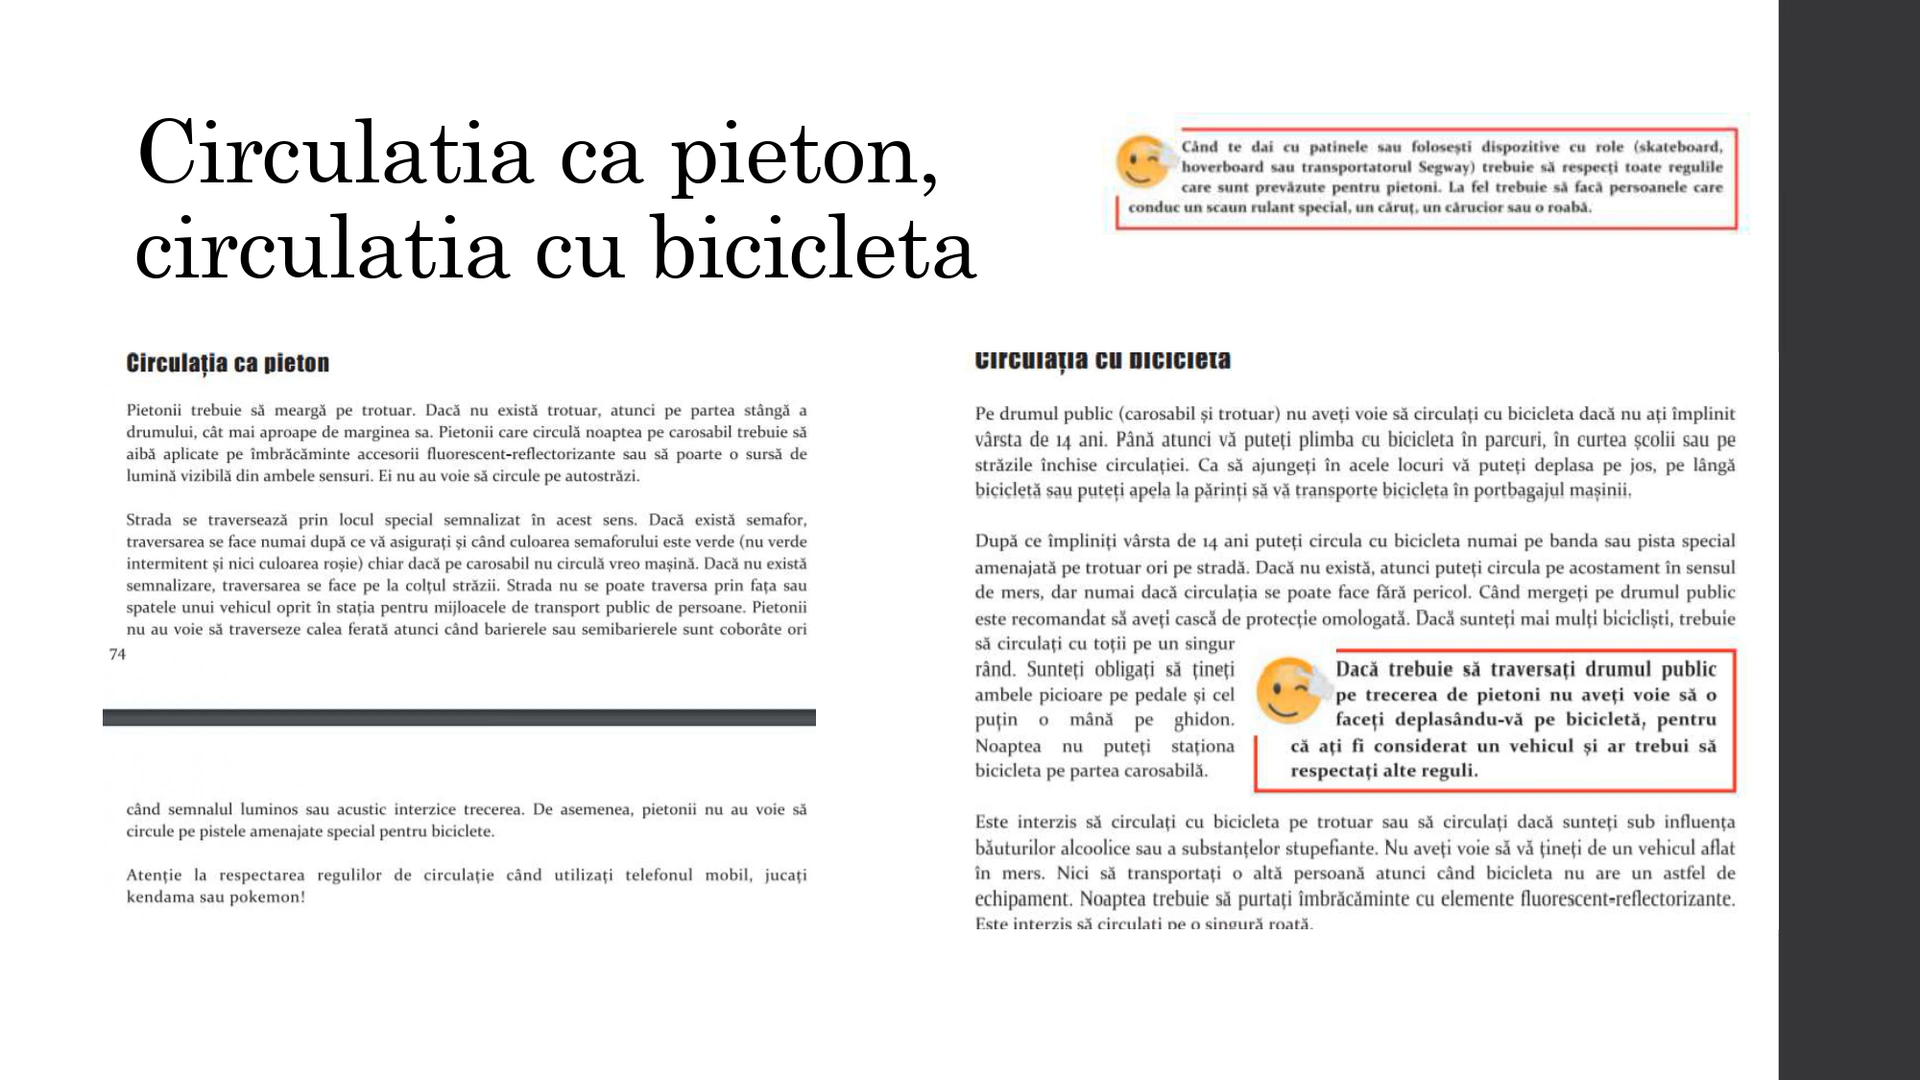 Circulatia ca pieton,
circulatia cu bicicleta
Când te dai cu patinele sau folosești dispozitive cu role (skateboard,
hoverboard sau transportatorul Segway) trebuie să respecți toate regulile
care sunt prevăzute pentru pietoni. La fel trebuie să facă persoanele care
conduc un scaun rulant special, un căruț, un cărucior sau o roabă.
Circulația ca pieton
Pietonii trebuie să meargă pe trotuar. Dacă nu există trotuar, atunci pe partea stângă a
drumului, cât mai aproape de marginea sa. Pietonii care circulă noaptea pe carosabil trebuie să
aibă aplicate pe îmbrăcăminte accesorii fluorescent-reflectorizante sau să poarte o sursă de
lumină vizibilă din ambele sensuri. Ei nu au voie să circule pe autostrăzi.
Strada se traversează prin locul special semnalizat în acest sens. Dacă există semafor,
traversarea se face numai după ce vă asigurați și când culoarea semaforului este verde (nu verde
intermitent și nici culoarea roșie) chiar dacă pe carosabil nu circulă vreo mașină. Dacă nu există
semnalizare, traversarea se face pe la colțul străzii. Strada nu se poate traversa prin fața sau
spatele unui vehicul oprit în stația pentru mijloacele de transport public de persoane. Pietonii
nu au voie să traverseze calea ferată atunci când barierele sau semibarierele sunt coborâte ori
74
când semnalul luminos sau acustic interzice trecerea. De asemenea, pietonii nu au voie să
circule pe pistele amenajate special pentru biciclete.
Atenție la respectarea regulilor de circulație când utilizați telefonul mobil, jucați
kendama sau pokemon!
Circulația cu bicicleta
Pe drumul public (carosabil și trotuar) nu aveți voie să circulați cu bicicleta dacă nu ați împlinit
vârsta de 14 ani. Până atunci vă puteți plimba cu bicicleta în parcuri, în curtea școlii sau pe
străzile închise circulației. Ca să ajungeți în acele locuri vă puteți deplasa pe jos, pe lângă
bicicletă sau puteți apela la părinți să vă transporte bicicleta în portbagajul mașinii.
După ce împliniți vârsta de 14 ani puteți circula cu bicicleta numai pe banda sau pista special
amenajată pe trotuar ori pe stradă. Dacă nu există, atunci puteți circula pe acostament în sensul
de mers, dar numai dacă circulația se poate face fără pericol. Când mergeți pe drumul public
este recomandat să aveți cască de protecție omologată. Dacă sunteți mai mulți bicicliști, trebuie
să circulați cu toții pe un singur
rând. Sunteți obligați să țineți
ambele picioare pe pedale și cel
puțin o mână pe ghidon.
Noaptea nu puteți staționa
bicicleta pe partea carosabilă.
Dacă trebuie să traversați drumul public
pe trecerea de pietoni nu aveți voie să o
faceți deplasându-vă pe bicicletă, pentru
că ați fi considerat un vehicul și ar trebui să
respectați alte reguli.
Este interzis să circulați cu bicicleta pe trotuar sau să circulați dacă sunteți sub influența
băuturilor alcoolice sau a substanțelor stupefiante. Nu aveți voie să vă țineți de un vehicul aflat
în mers. Nici să transportați o altă persoană atunci când bicicleta nu are un astfel de
echipament. Noaptea trebuie să purtați îmbrăcăminte cu elemente fluorescent-reflectorizante.
Este interzis să circulați pe o singură roată.